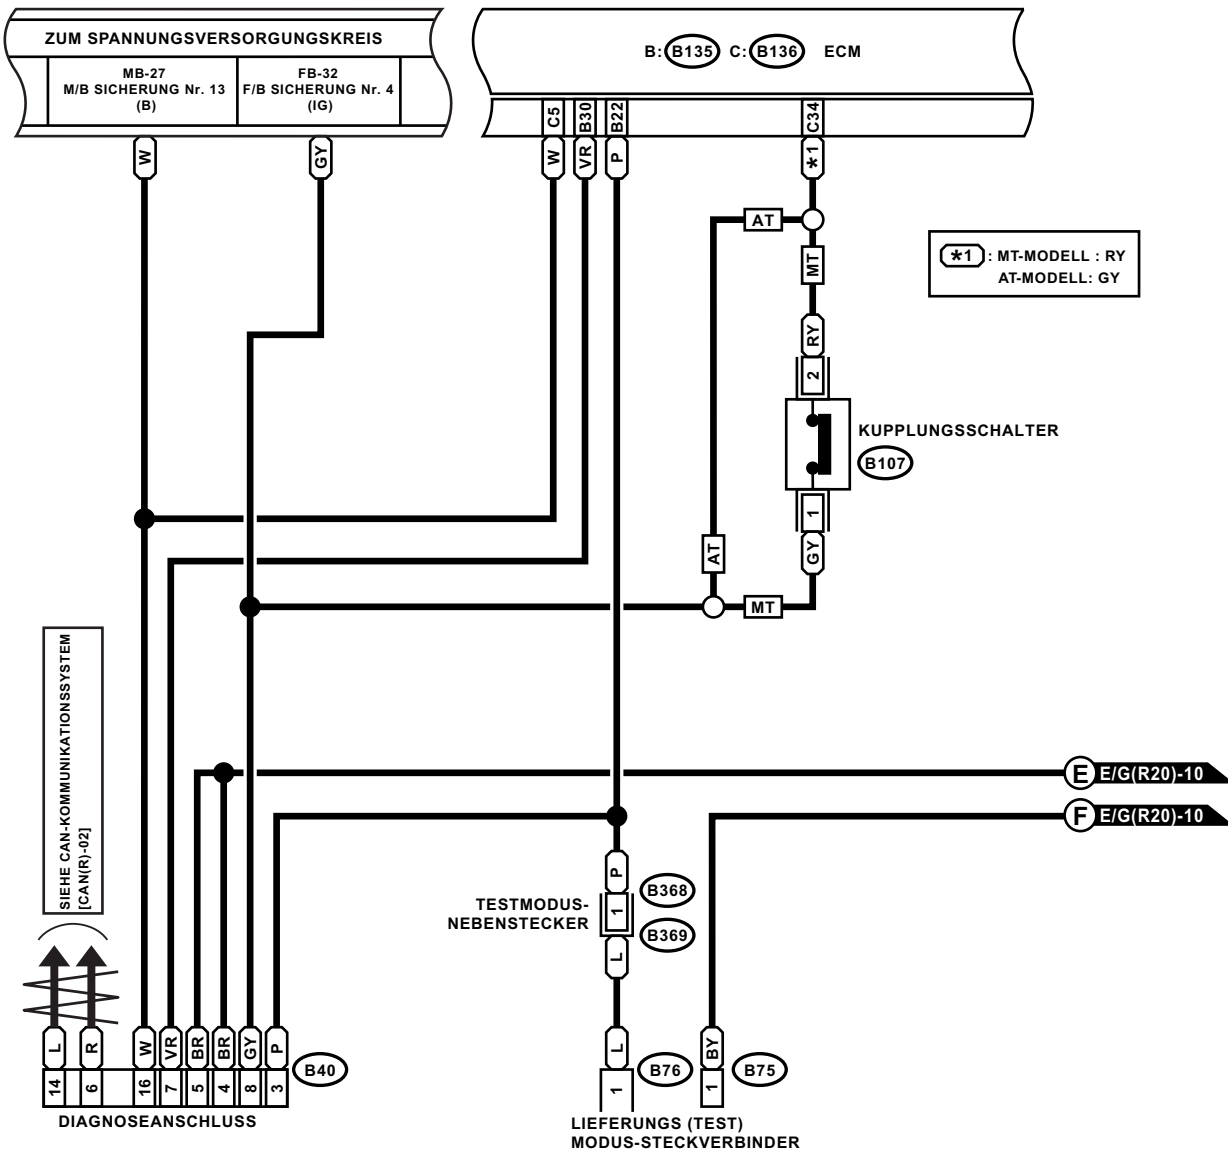 ZUM SPANNUNGSVERSORGUNGSKREIS
MB-27
M/B SICHERUNG Nr. 13
(B)
FB-32
F/B SICHERUNG Nr. 4
(IG)
B: B135 C: B136 ECM
C5
B30
B22
C34
W
GY
W
VR
P
*1
AT
MT
*1 : MT-MODELL : RY
AT-MODELL: GY
RY
2
KUPPLUNGSSCHALTER
B107
1
GY
AT
MT
SIEHE CAN-KOMMUNIKATIONSSYSTEM
[CAN(R)-02]
E E/G(R20)-10
F E/G(R20)-10
P
B368
TESTMODUS-
NEBENSTECKER
1
B369
L
L
R
W
VR
BR
BR
GY
P
B40
14
6
16
7
5
4
8
3
DIAGNOSEANSCHLUSS
L
B76
1
BY
B75
1
LIEFERUNGS (TEST)
MODUS-STECKVERBINDER